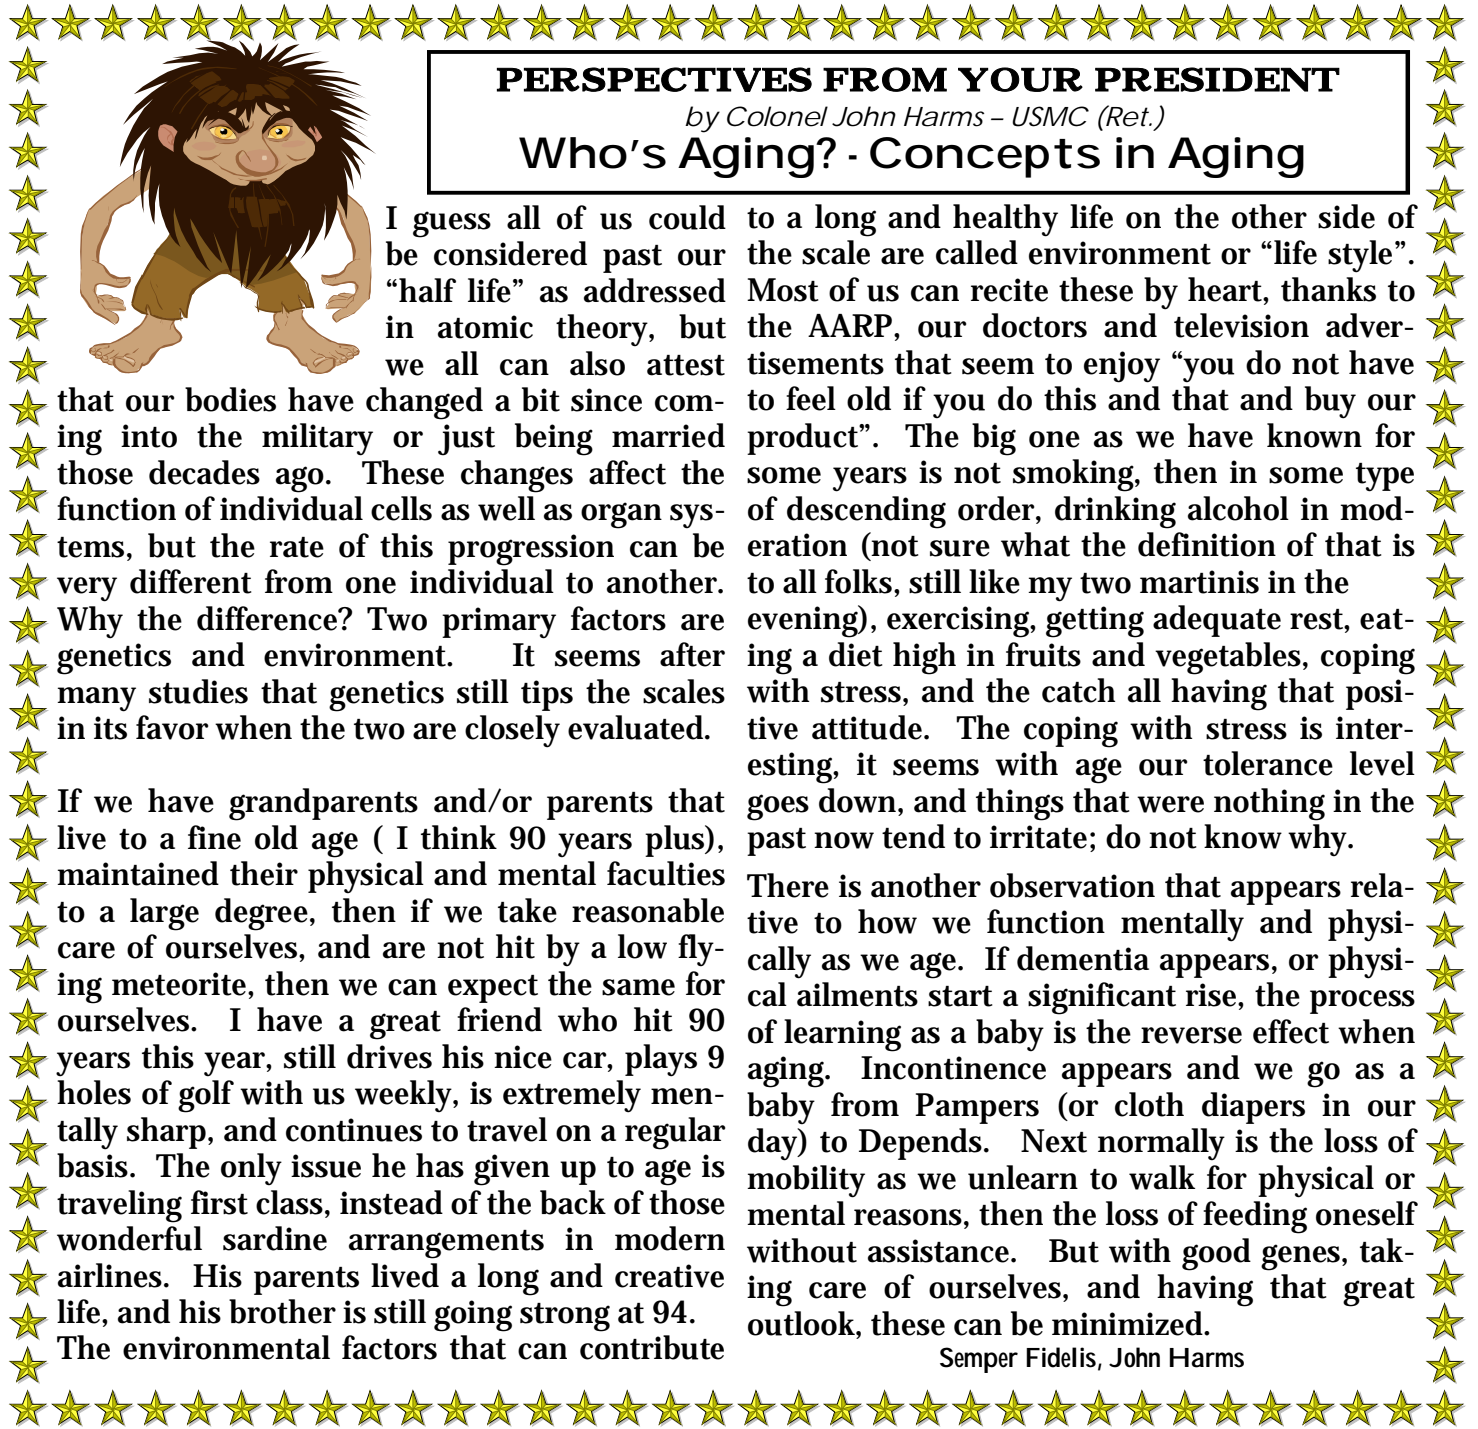 PERSPECTIVES FROM YOUR PRESIDENT
by Colonel John Harms – USMC (Ret.)
Who's Aging? - Concepts in Aging
I guess all of us could
be considered past our
“half life” as addressed
in atomic theory, but
we all can also attest
that our bodies have changed a bit since com-
ing into the military or just being married
those decades ago. These changes affect the
function of individual cells as well as organ sys-
tems, but the rate of this progression can be
very different from one individual to another.
Why the difference? Two primary factors are
genetics and environment. It seems after
many studies that genetics still tips the scales
in its favor when the two are closely evaluated.
If we have grandparents and/or parents that
live to a fine old age ( I think 90 years plus),
maintained their physical and mental faculties
to a large degree, then if we take reasonable
care of ourselves, and are not hit by a low fly-
ing meteorite, then we can expect the same for
ourselves. I have a great friend who hit 90
years this year, still drives his nice car, plays 9
holes of golf with us weekly, is extremely men-
tally sharp, and continues to travel on a regular
basis. The only issue he has given up to age is
traveling first class, instead of the back of those
wonderful sardine arrangements in modern
airlines. His parents lived a long and creative
life, and his brother is still going strong at 94.
The environmental factors that can contribute
to a long and healthy life on the other side of
the scale are called environment or “life style”.
Most of us can recite these by heart, thanks to
the AARP, our doctors and television adver-
tisements that seem to enjoy “you do not have
to feel old if you do this and that and buy our
product”. The big one as we have known for
some years is not smoking, then in some type
of descending order, drinking alcohol in mod-
eration (not sure what the definition of that is
to all folks, still like my two martinis in the
evening), exercising, getting adequate rest, eat-
ing a diet high in fruits and vegetables, coping
with stress, and the catch all having that posi-
tive attitude. The coping with stress is inter-
esting, it seems with age our tolerance level
goes down, and things that were nothing in the
past now tend to irritate; do not know why.
There is another observation that appears rela-
tive to how we function mentally and physi-
cally as we age. If dementia appears, or physi-
cal ailments start a significant rise, the process
of learning as a baby is the reverse effect when
aging. Incontinence appears and we go as a
baby from Pampers (or cloth diapers in our
day) to Depends. Next normally is the loss of
mobility as we unlearn to walk for physical or
mental reasons, then the loss of feeding oneself
without assistance. But with good genes, tak-
ing care of ourselves, and having that great
outlook, these can be minimized.
Semper Fidelis, John Harms